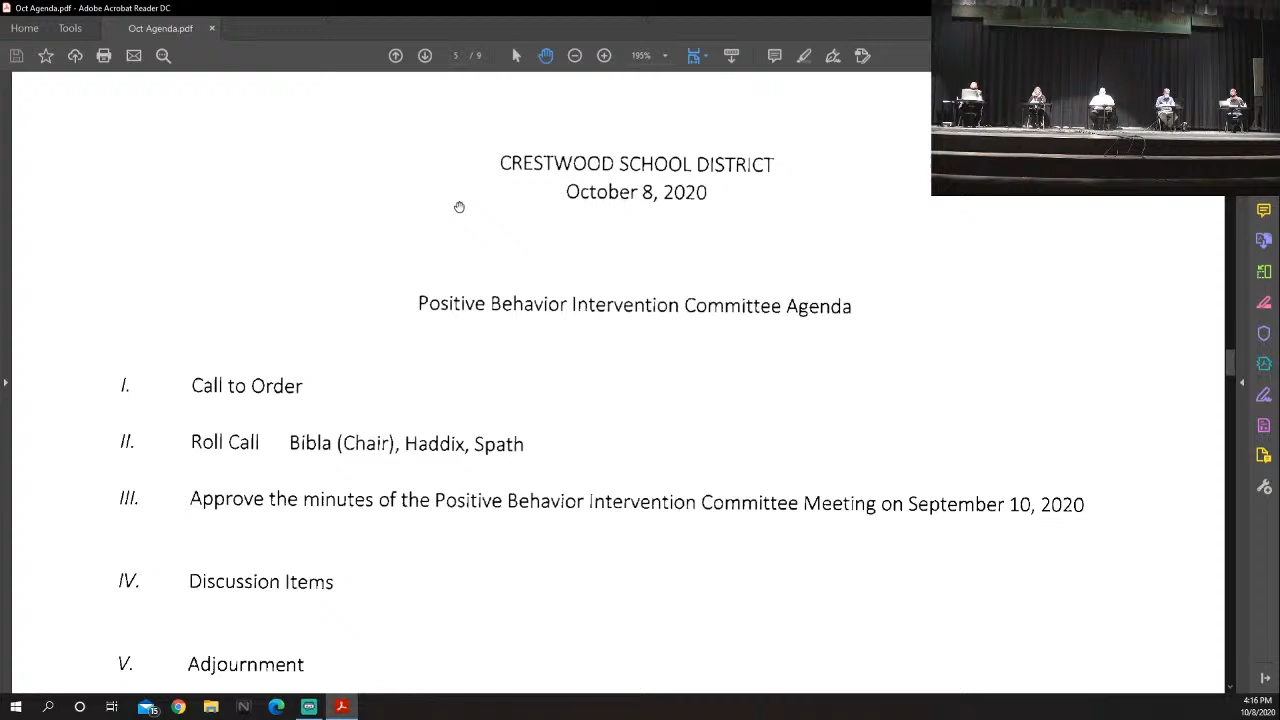 Oct Agenda.pdf - Adobe Acrobat Reader DC
Home Tools Oct Agenda.pdf ×
5 / 9 195%
CRESTWOOD SCHOOL DISTRICT
October 8, 2020
Positive Behavior Intervention Committee Agenda
I. Call to Order
II. Roll Call Bibla (Chair), Haddix, Spath
III. Approve the minutes of the Positive Behavior Intervention Committee Meeting on September 10, 2020
IV. Discussion Items
V. Adjournment
15
4:16 PM
10/8/2020